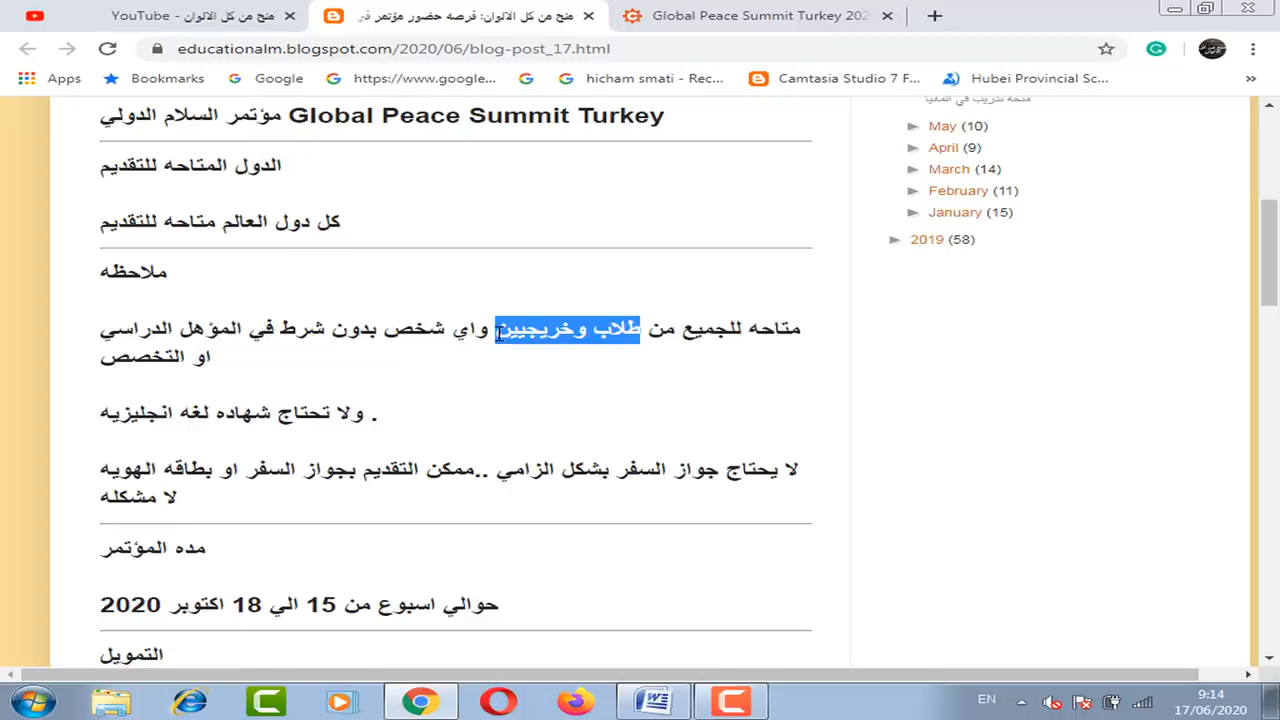 منح من كل الالوان - YouTube
منح من كل الالوان: فرصه حضور مؤتمر في
Global Peace Summit Turkey 202
educationalm.blogspot.com/2020/06/blog-post_17.html
Apps
Bookmarks
Google
https://www.google...
hicham smati - Rec...
Camtasia Studio 7 F...
Hubei Provincial Sc...
»
مؤتمر السلام الدولي Global Peace Summit Turkey
الدول المتاحه للتقديم
كل دول العالم متاحه للتقديم
ملاحظه
متاحه للجميع من طلاب وخريجيين واي شخص بدون شرط في المؤهل الدراسي
او التخصص
ولا تحتاج شهاده لغه انجليزيه .
لا يحتاج جواز السفر بشكل الزامي ..ممكن التقديم بجواز السفر او بطاقه الهويه
لا مشكله
مده المؤتمر
حوالي اسبوع من 15 الي 18 اكتوبر 2020
التمويل
منحه تدريب في المانيا
May (10)
April (9)
March (14)
February (11)
January (15)
2019 (58)
EN
9:14
17/06/2020